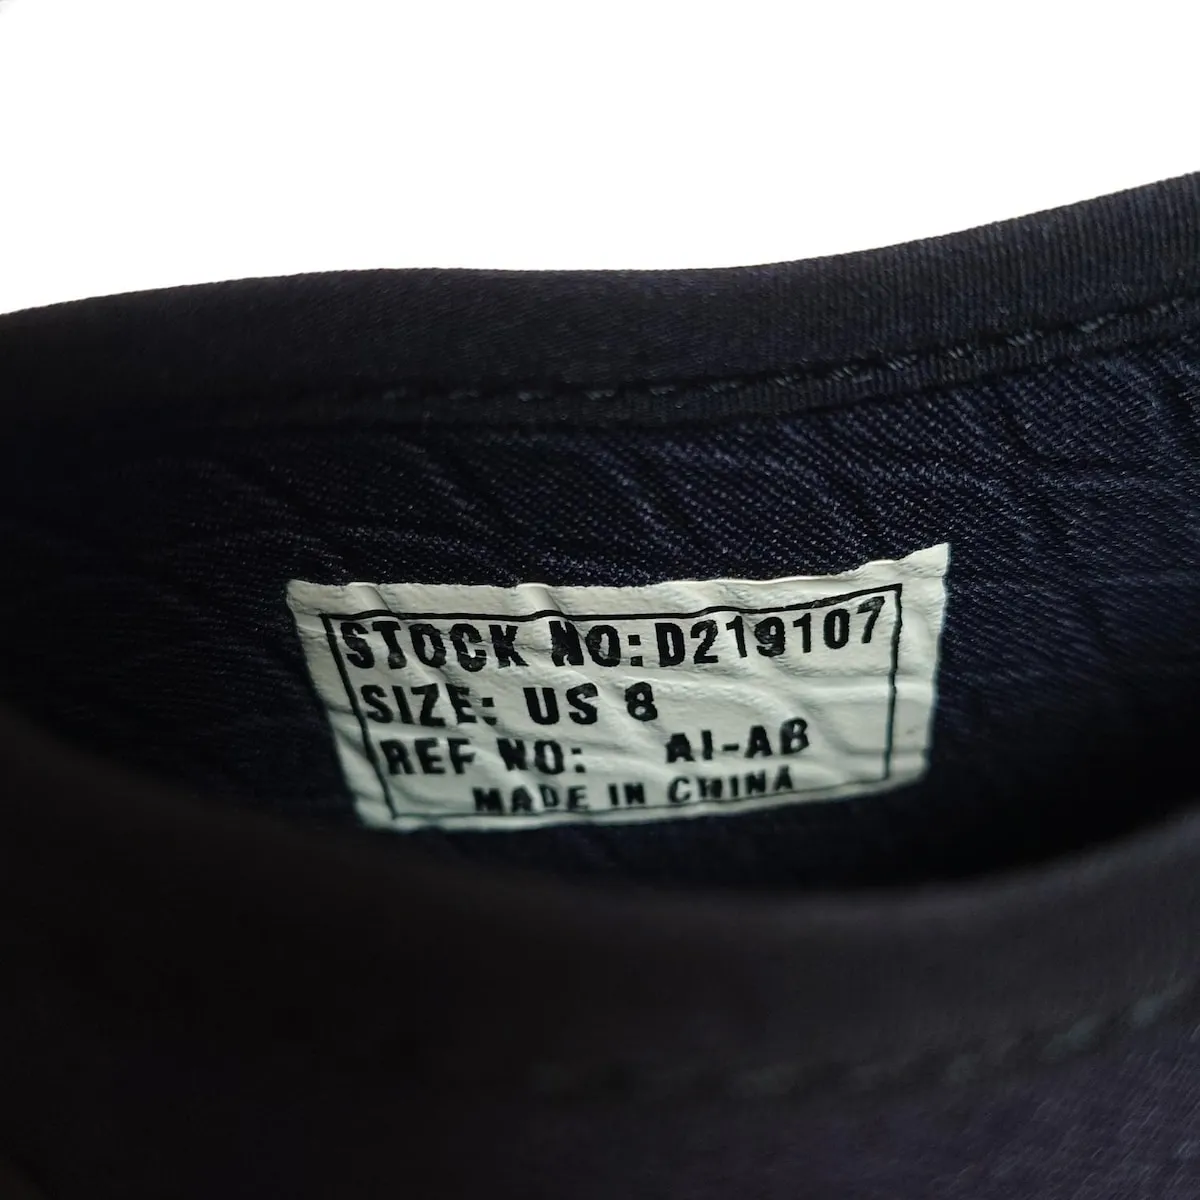 STOCK NO:D219107
SIZE: US 8
REF NO: AI-AB
MADE IN CHINA